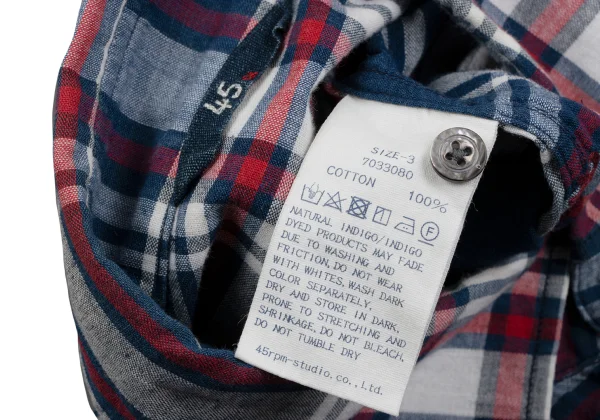 45
SIZE-3
7033080
COTTON 100%
F
NATURAL INDIGO/INDIGO
DYED PRODUCTS MAY FADE
DUE TO WASHING AND
FRICTION, DO NOT WEAR
WITH WHITES, WASH DARK
COLOR SEPARATELY.
DRY AND STORE IN DARK,
PRONE TO STRETCHING AND
SHRINKAGE, DO NOT BLEACH,
DO NOT TUMBLE DRY
45rpm-studio.co.,ltd.